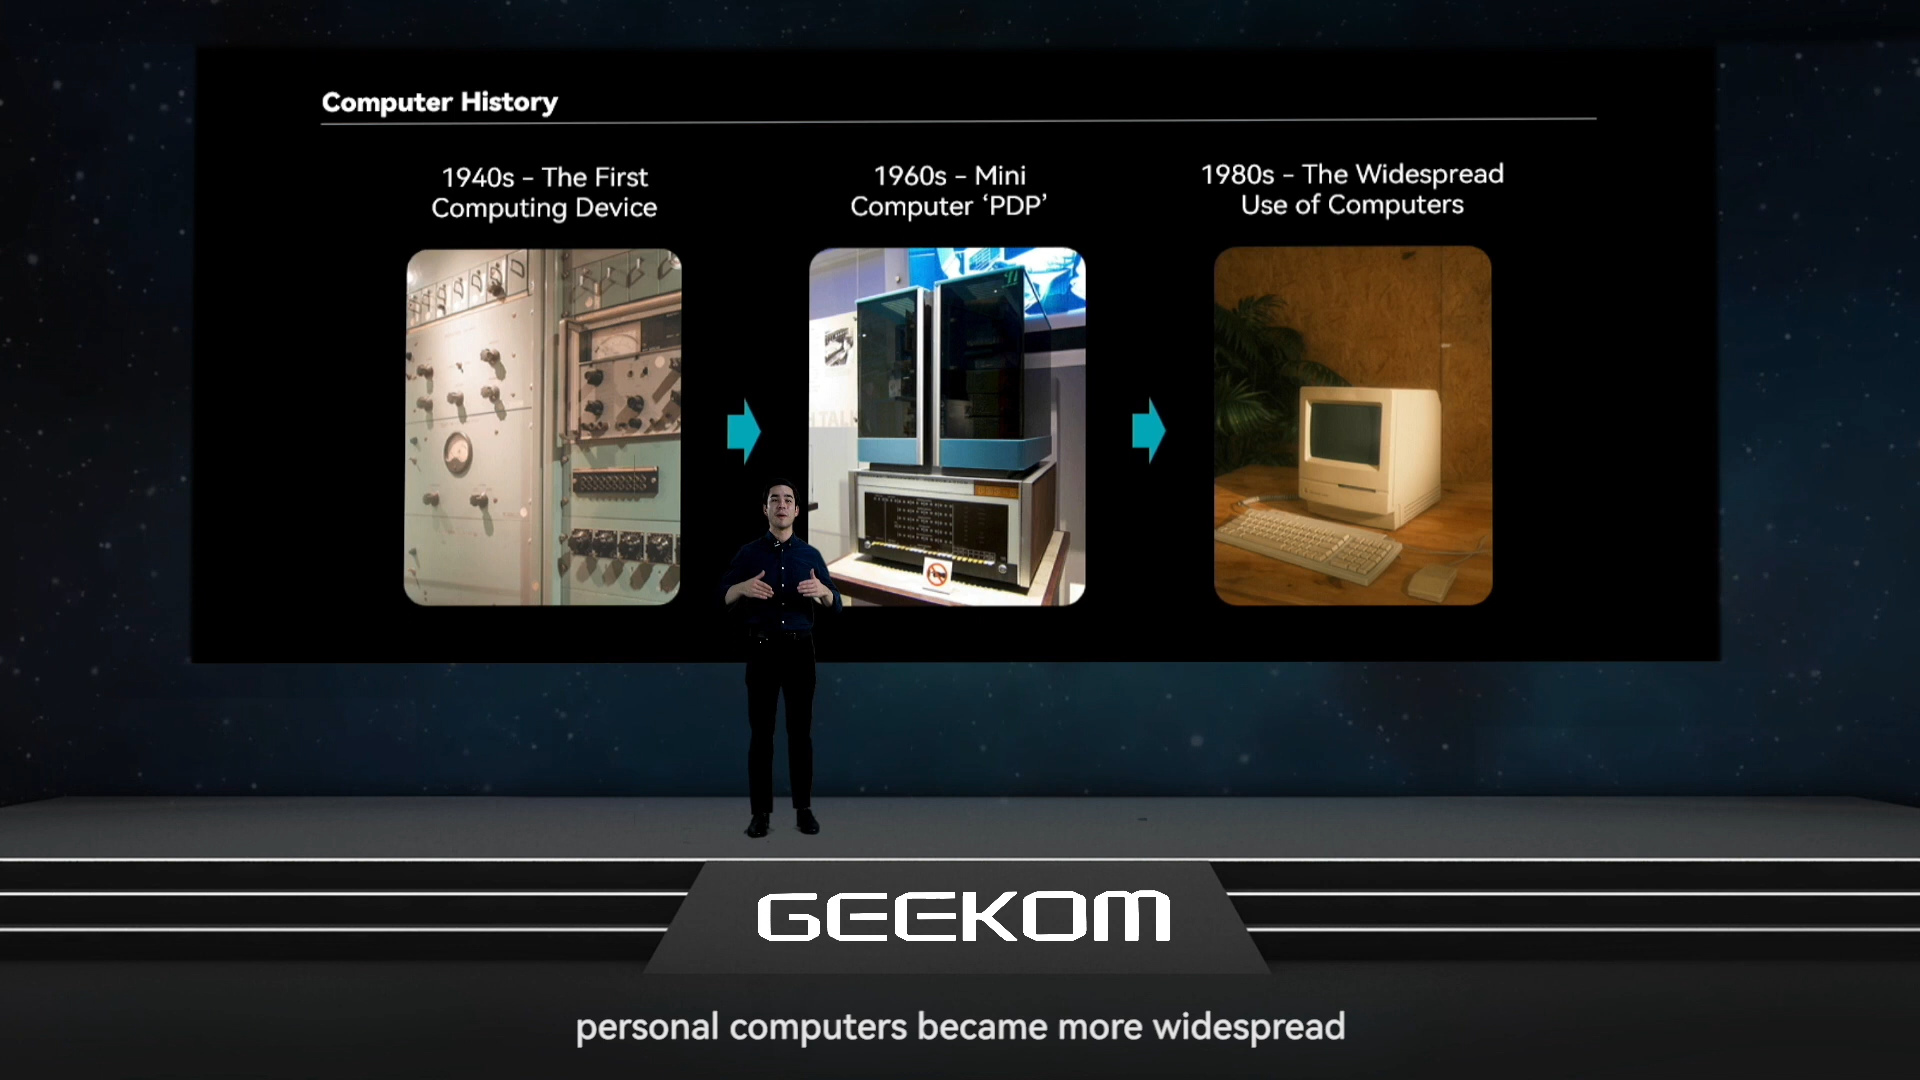 Computer History
1940s – The First
Computing Device
1960s – Mini
Computer ‘PDP’
1980s – The Widespread
Use of Computers
GEEKOM
personal computers became more widespread